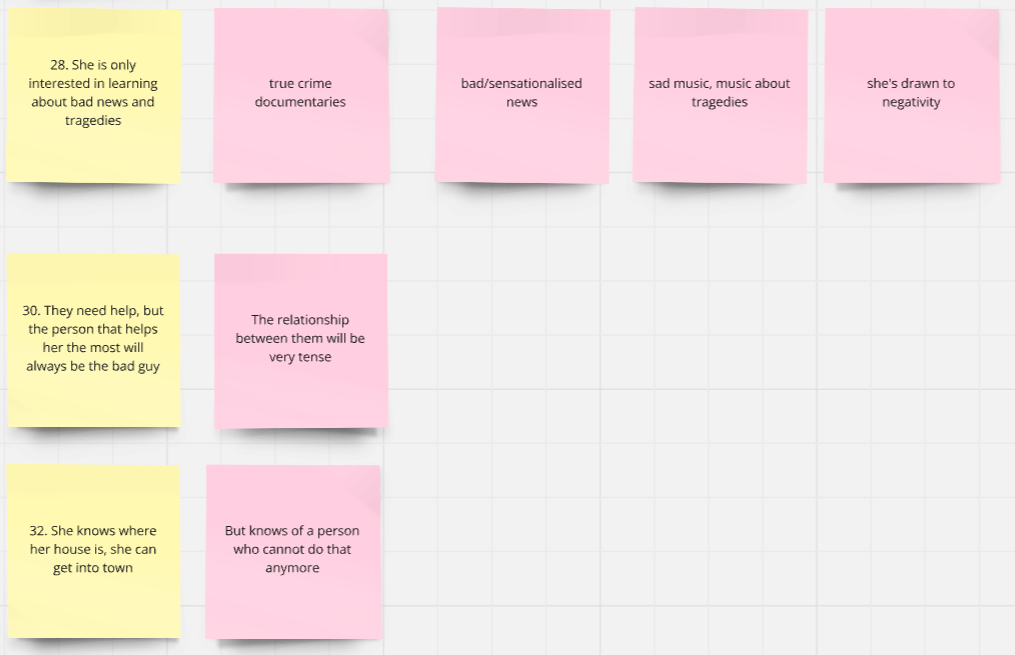 28. She is only
interested in learning
about bad news and
tragedies
true crime
documentaries
bad/sensationalised
news
sad music, music about
tragedies
she's drawn to
negativity
30. They need help, but
the person that helps
her the most will
always be the bad guy
The relationship
between them will be
very tense
32. She knows where
her house is, she can
get into town
But knows of a person
who cannot do that
anymore